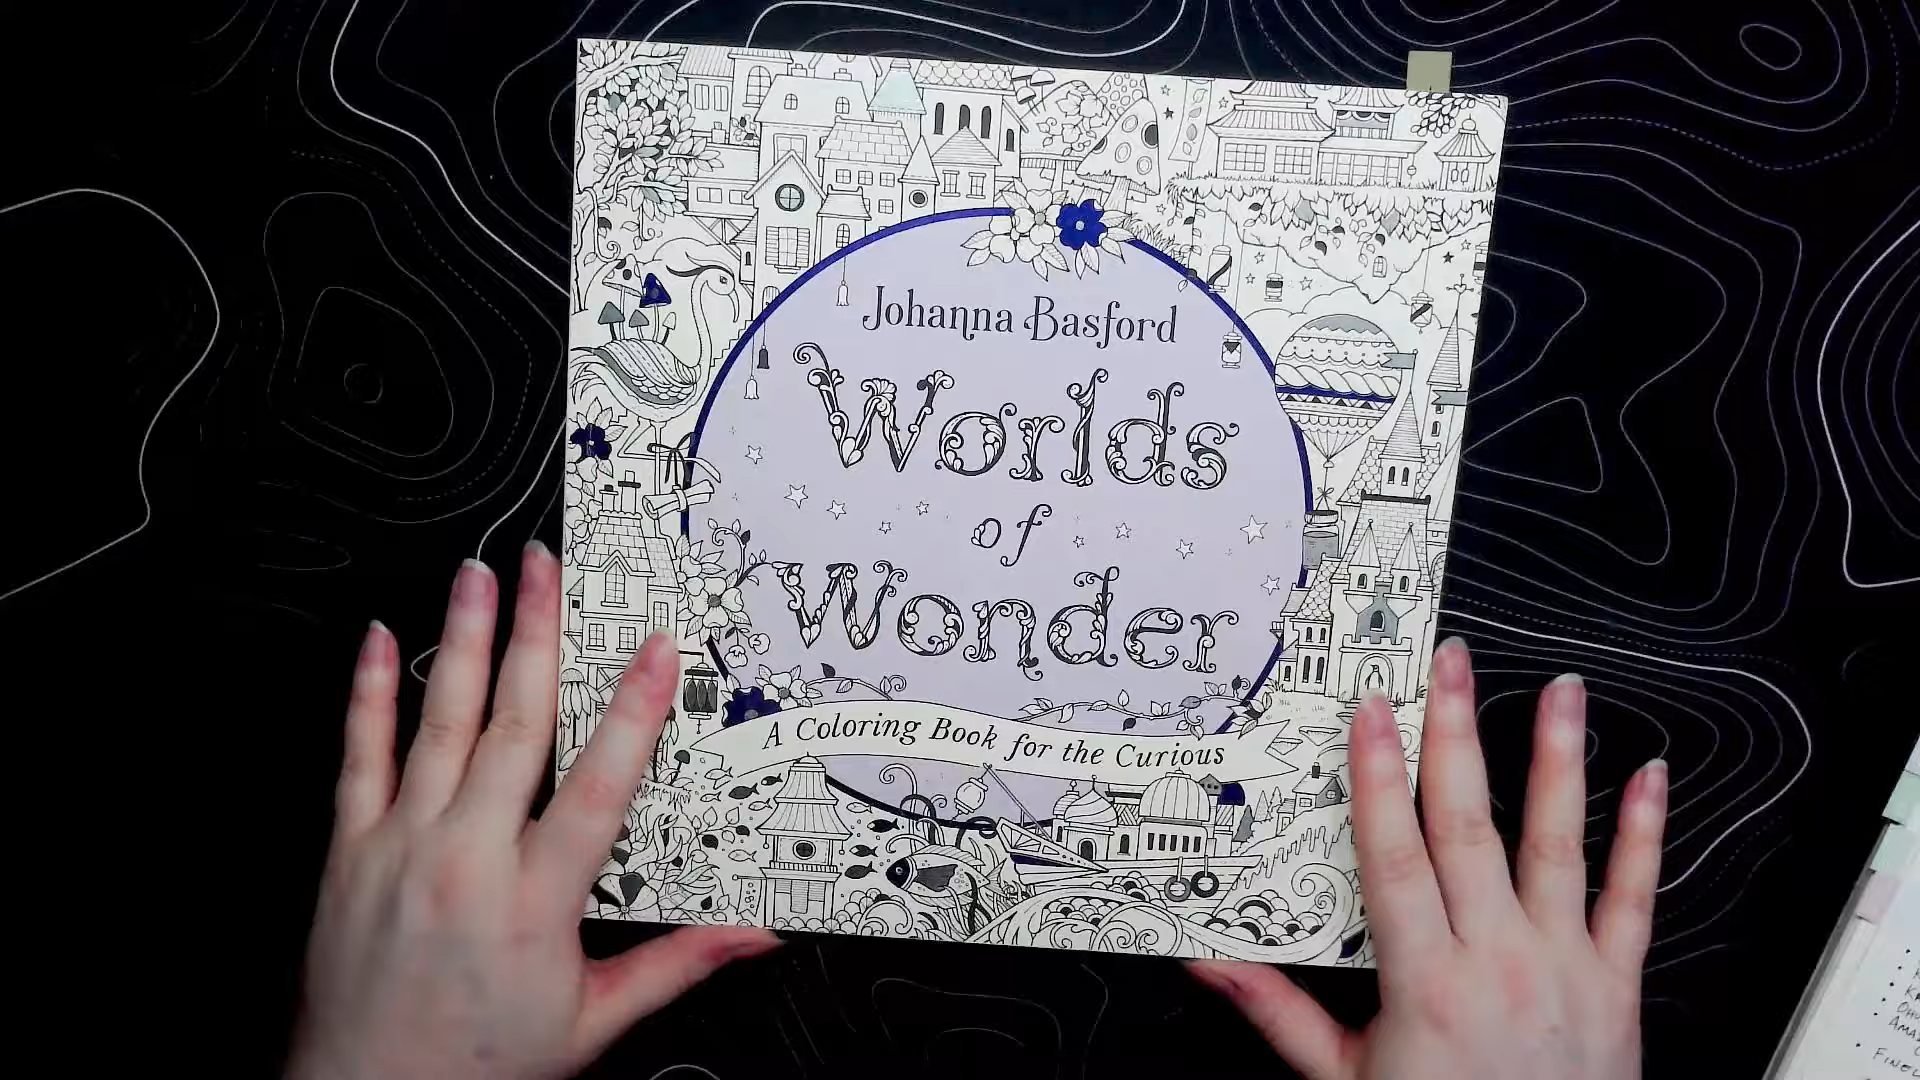 Johanna Basford
Worlds
of
Wonder
A Coloring Book for the Curious